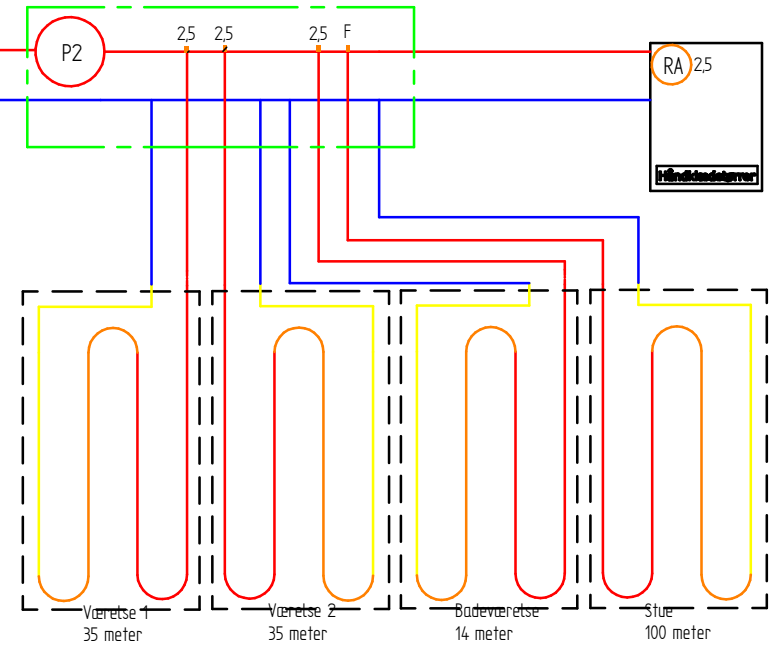 P2
2,5 2,5 2,5 F
RA 2,5
Håndklædetørrer
Værelse 1
35 meter
Værelse 2
35 meter
Badeværelse
14 meter
Stue
100 meter